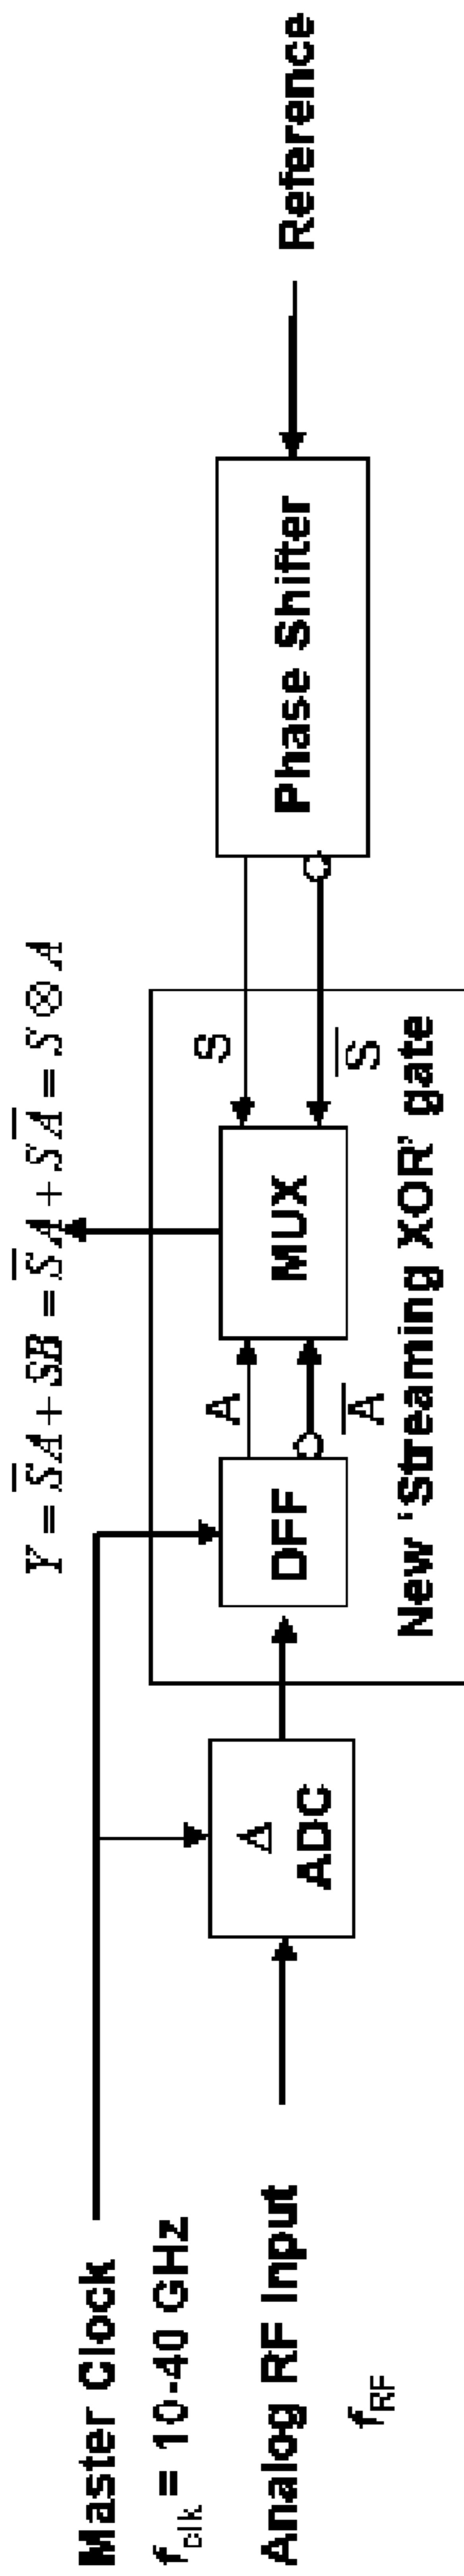 Y = S̅A + SB = S̅A + SA̅ = S ⊗ A
Master Clock
f_clk = 10-40 GHz
Analog RF Input
f_RF
Δ
ADC
DFF
A
A̅
MUX
S
S̅
Phase Shifter
Reference
New 'Streaming XOR' gate